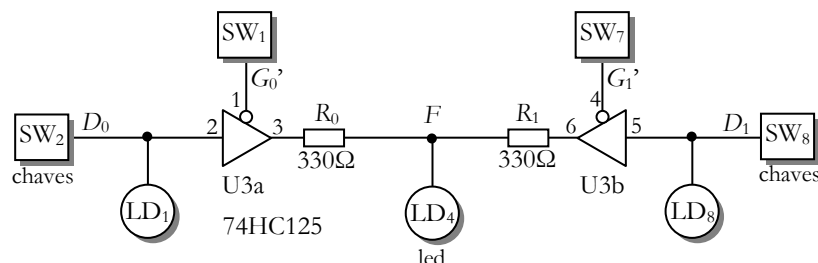 SW₁
SW₇
G₀’
G₁’
1
4
R₀
F
R₁
SW₂
D₀
2
3
6
5
D₁
SW₈
chaves
330Ω
330Ω
chaves
U3a
U3b
LD₁
LD₄
LD₈
74HC125
led